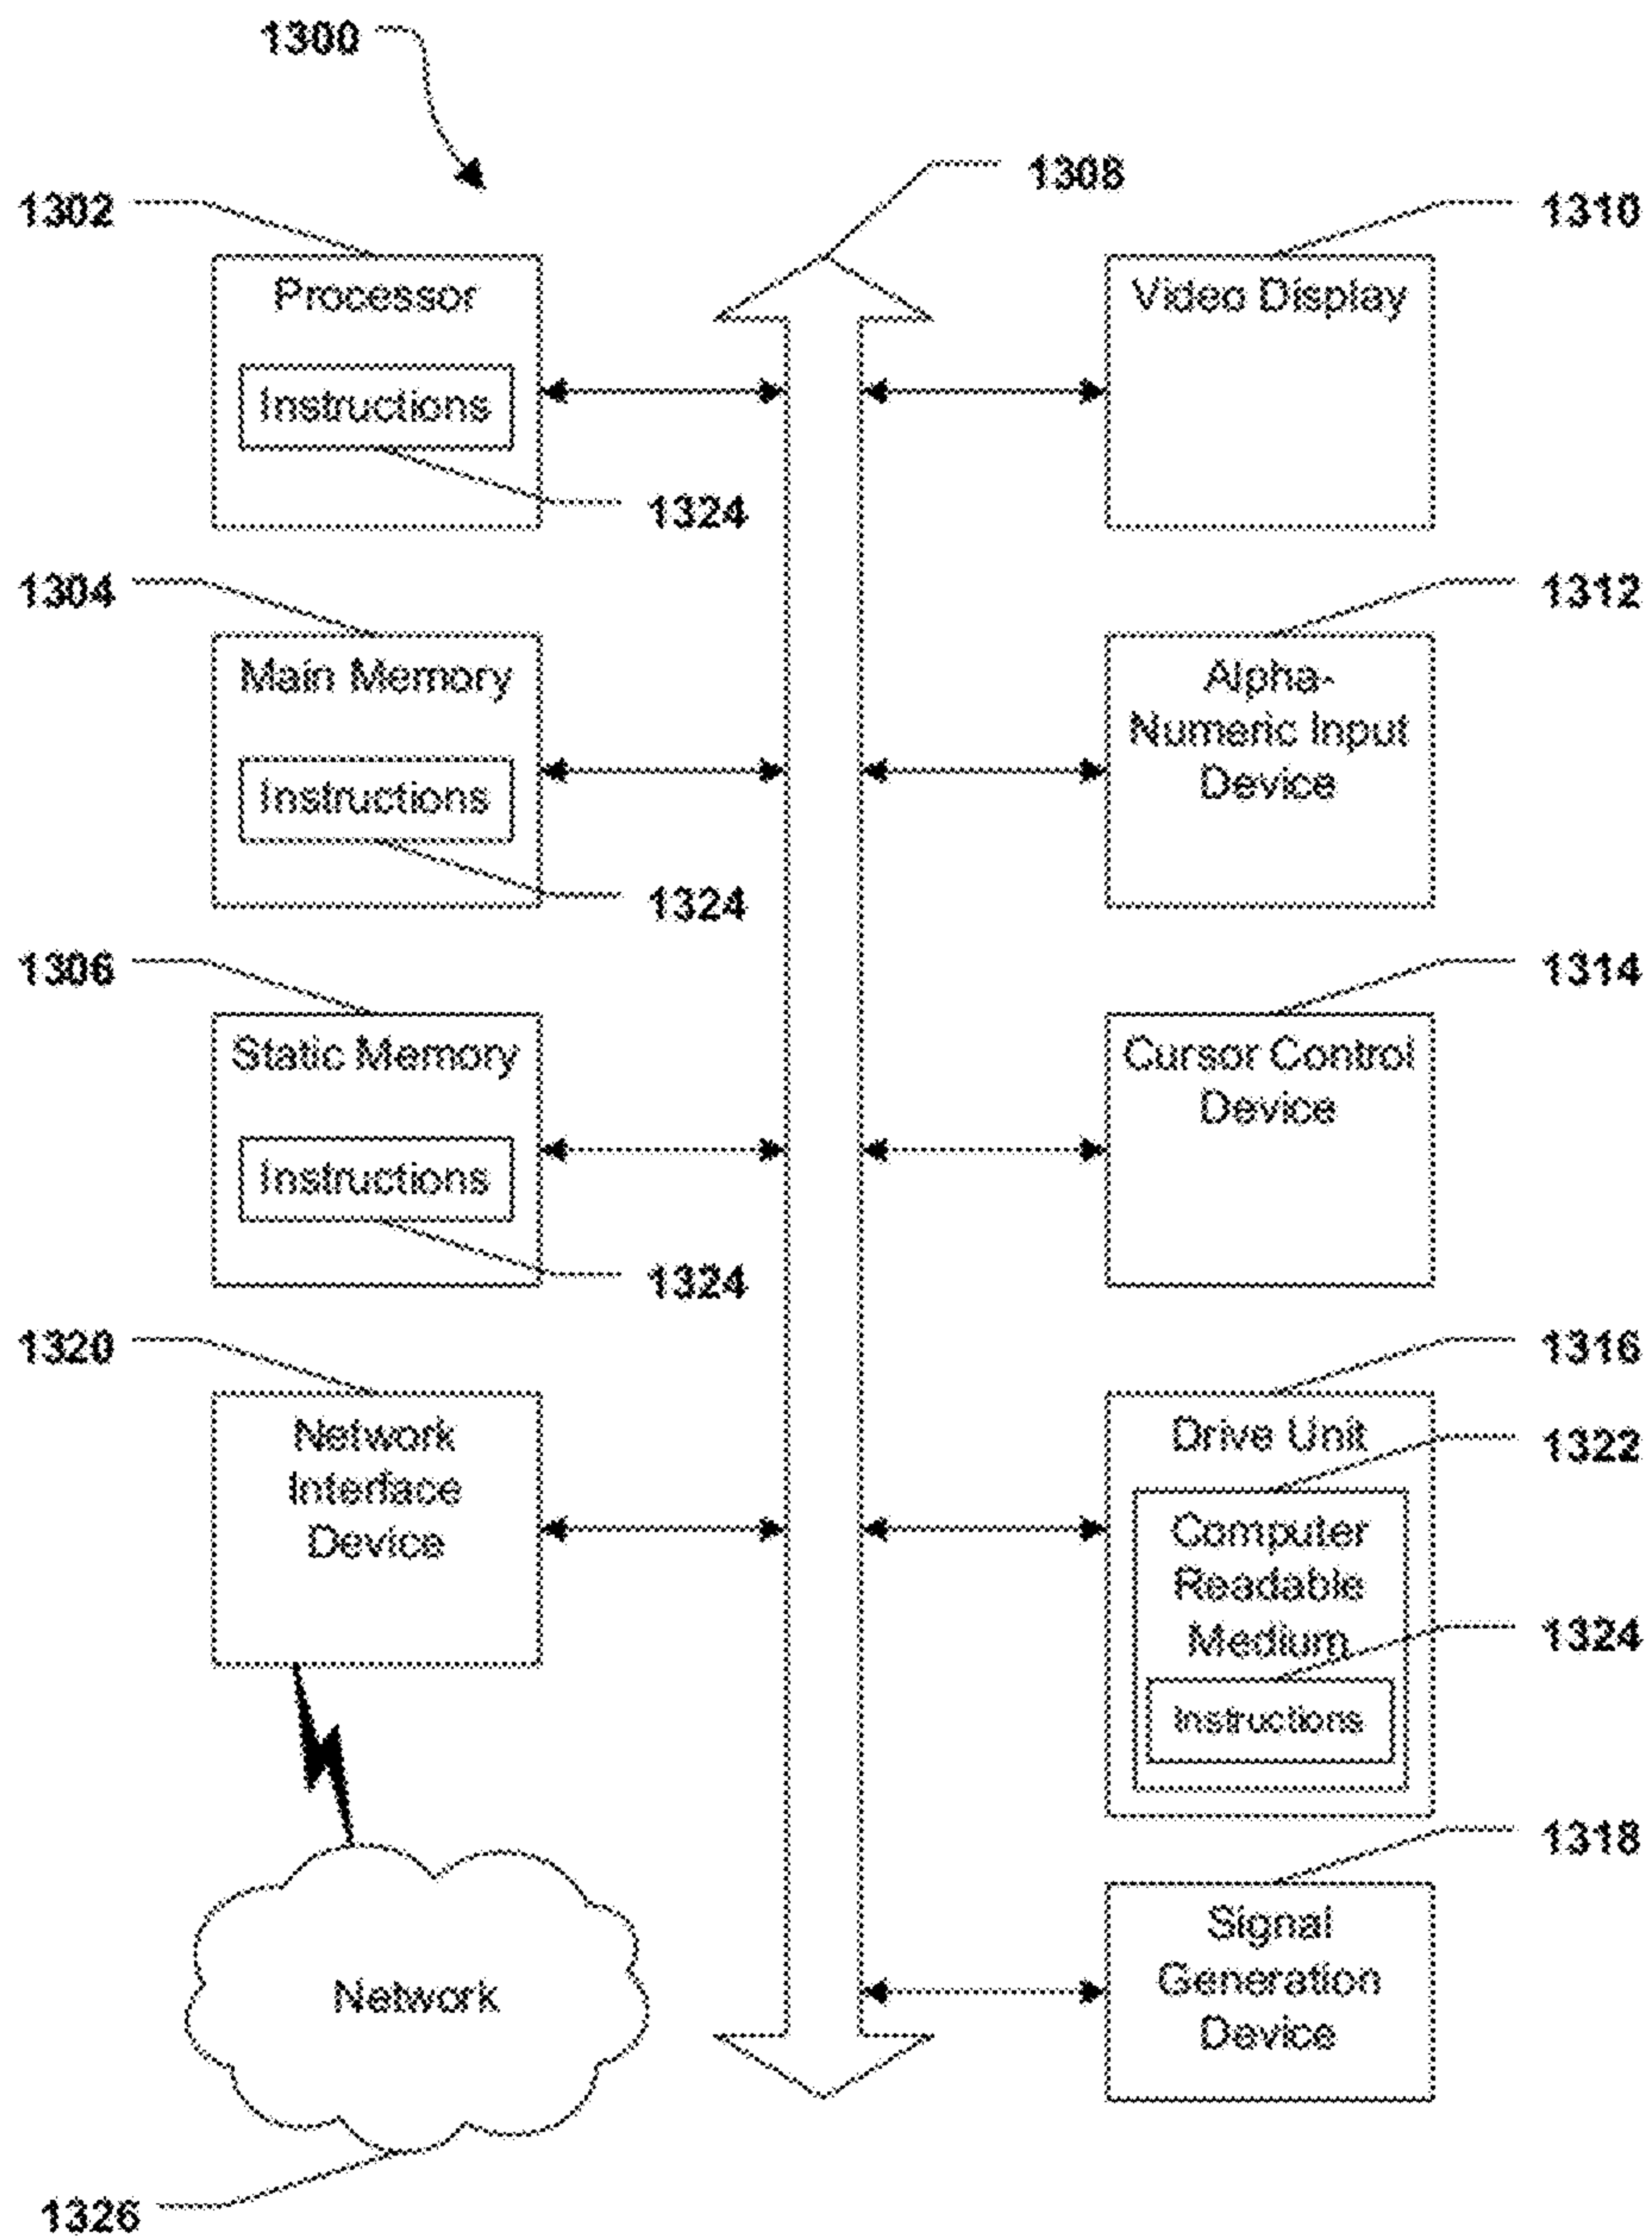 1300
1308
1302
1310
Processor
Video Display
Instructions
1324
1304
1312
Main Memory
Alpha-
Numeric Input
Device
Instructions
1324
1306
1314
Static Memory
Cursor Control
Device
Instructions
1324
1320
1316
Network
Interface
Device
Drive Unit
1322
Computer
Readable
Medium
1324
Instructions
1318
Signal
Generation
Device
Network
1326